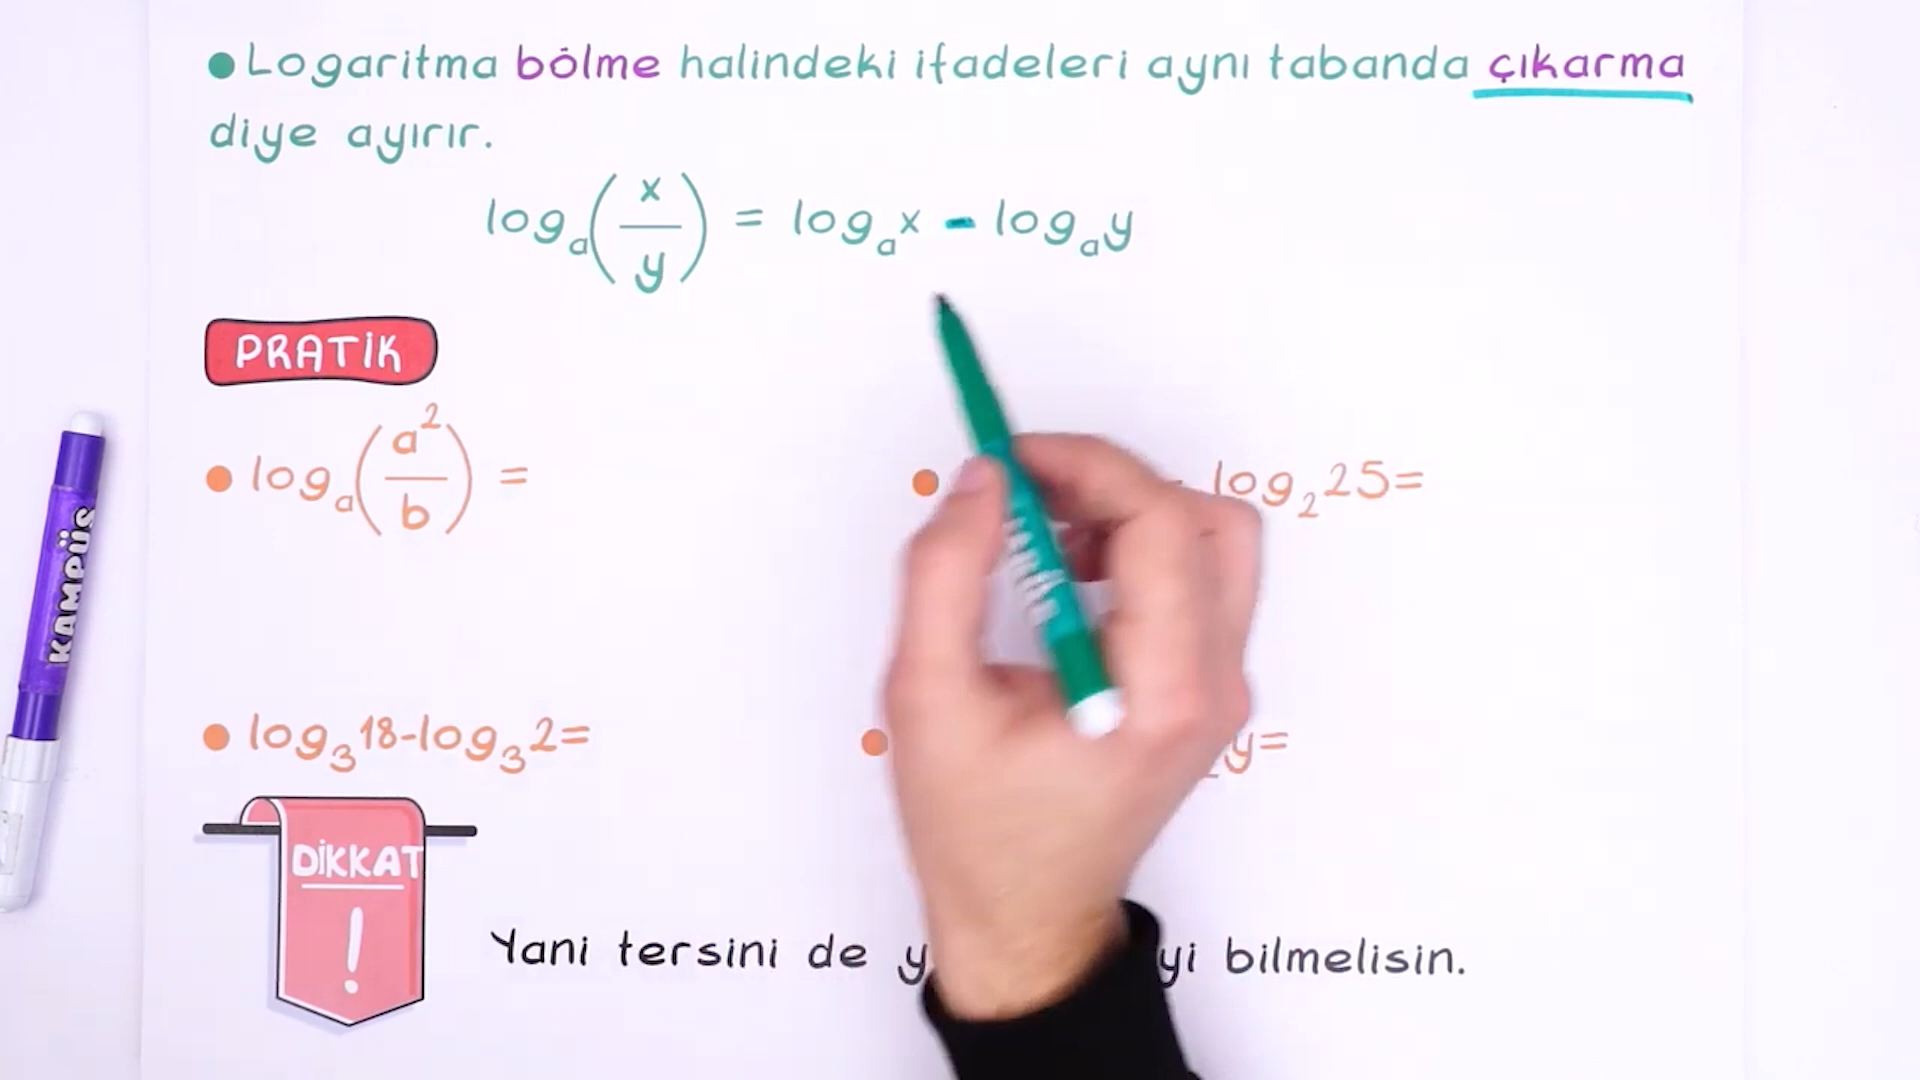 Logaritma bölme halindeki ifadeleri aynı tabanda çıkarma
diye ayırır.
logₐ(x/y) = logₐx - logₐy
PRATİK
logₐ(a²/b) =
log₂25=
log₃18-log₃2=
y=
DİKKAT
!
Yani tersini de bilmelisin.
KAMPÜS